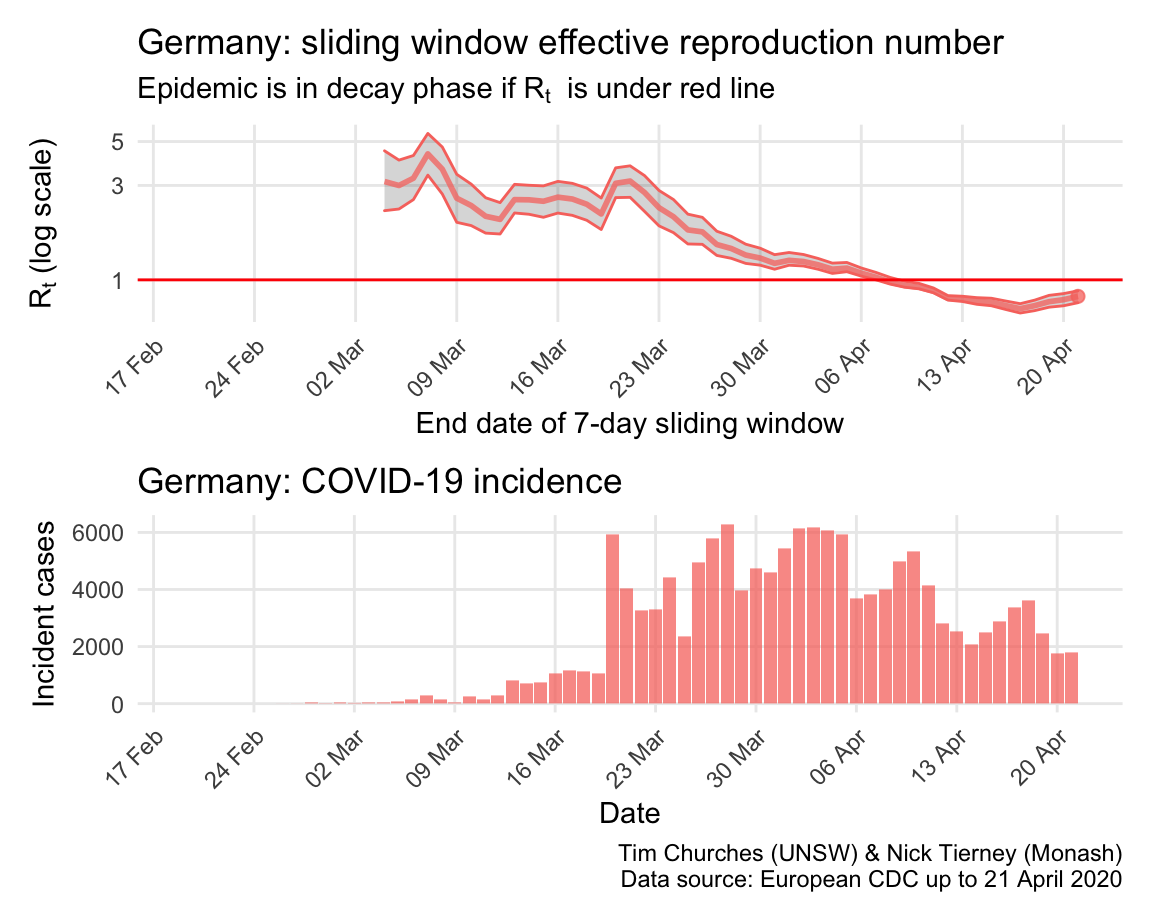 Germany: sliding window effective reproduction number
Epidemic is in decay phase if Rt is under red line
Rt (log scale)
5
3
1
17 Feb
24 Feb
02 Mar
09 Mar
16 Mar
23 Mar
30 Mar
06 Apr
13 Apr
20 Apr
End date of 7-day sliding window
Germany: COVID-19 incidence
Incident cases
6000
4000
2000
0
17 Feb
24 Feb
02 Mar
09 Mar
16 Mar
23 Mar
30 Mar
06 Apr
13 Apr
20 Apr
Date
Tim Churches (UNSW) & Nick Tierney (Monash)
Data source: European CDC up to 21 April 2020